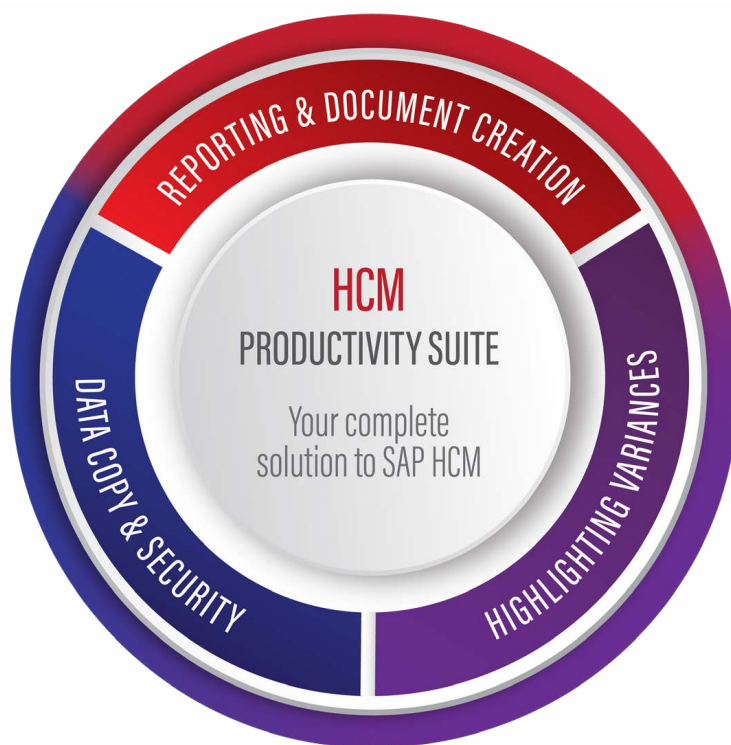 REPORTING & DOCUMENT CREATION
HCM
PRODUCTIVITY SUITE
Your complete
solution to SAP HCM
DATA COPY & SECURITY
HIGHLIGHTING VARIANCES